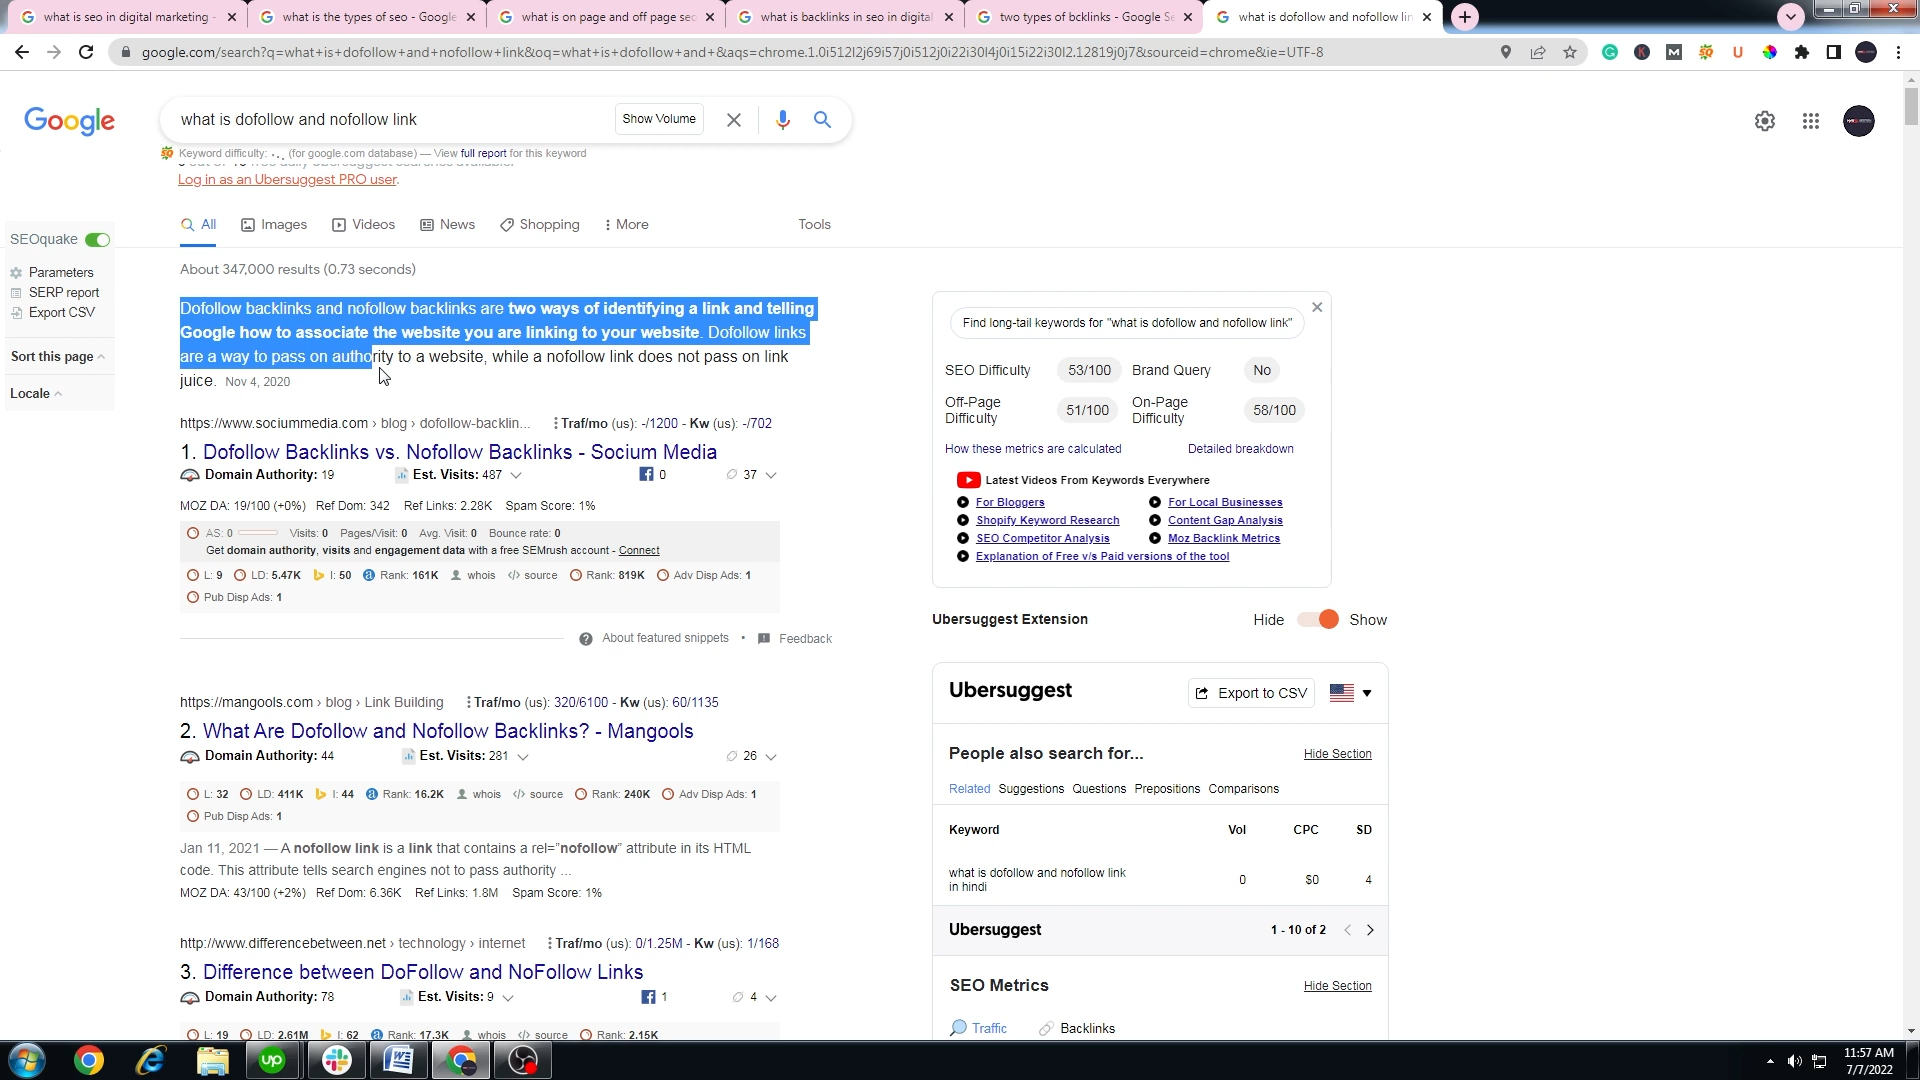 what is seo in digital marketing -
what is the types of seo - Google
what is on page and off page seo
what is backlinks in seo in digital
two types of bcklinks - Google Se
what is dofollow and nofollow lin
google.com/search?q=what+is+dofollow+and+nofollow+link&oq=what+is+dofollow+and+&aqs=chrome.1.0i512l2j69i57j0i512j0i22i30l4j0i15i22i30l2.12819j0j7&sourceid=chrome&ie=UTF-8
Google
what is dofollow and nofollow link
Show Volume
Keyword difficulty: (for google.com database) — View full report for this keyword
Log in as an Ubersuggest PRO user.
All Images Videos News Shopping More Tools
SEOquake
Parameters
SERP report
Export CSV
Sort this page
Locale
About 347,000 results (0.73 seconds)
Dofollow backlinks and nofollow backlinks are two ways of identifying a link and telling
Google how to associate the website you are linking to your website. Dofollow links
are a way to pass on authority to a website, while a nofollow link does not pass on link
juice. Nov 4, 2020
https://www.sociummedia.com › blog › dofollow-backlin... Traf/mo (us): -/1200 - Kw (us): -/702
1. Dofollow Backlinks vs. Nofollow Backlinks - Socium Media
Domain Authority: 19 Est. Visits: 487 0 37
MOZ DA: 19/100 (+0%) Ref Dom: 342 Ref Links: 2.28K Spam Score: 1%
AS: 0 Visits: 0 Pages/Visit: 0 Avg. Visit: 0 Bounce rate: 0
Get domain authority, visits and engagement data with a free SEMrush account - Connect
L: 9 LD: 5.47K I: 50 Rank: 161K whois source Rank: 819K Adv Disp Ads: 1
Pub Disp Ads: 1
About featured snippets • Feedback
https://mangools.com › blog › Link Building Traf/mo (us): 320/6100 - Kw (us): 60/1135
2. What Are Dofollow and Nofollow Backlinks? - Mangools
Domain Authority: 44 Est. Visits: 281 26
L: 32 LD: 411K I: 44 Rank: 16.2K whois source Rank: 240K Adv Disp Ads: 1
Pub Disp Ads: 1
Jan 11, 2021 — A nofollow link is a link that contains a rel="nofollow" attribute in its HTML
code. This attribute tells search engines not to pass authority ...
MOZ DA: 43/100 (+2%) Ref Dom: 6.36K Ref Links: 1.8M Spam Score: 1%
http://www.differencebetween.net › technology › internet Traf/mo (us): 0/1.25M - Kw (us): 1/168
3. Difference between DoFollow and NoFollow Links
Domain Authority: 78 Est. Visits: 9 1 4
L: 19 LD: 2.61M I: 62 Rank: 17.3K whois source Rank: 2.15K
Find long-tail keywords for "what is dofollow and nofollow link"
SEO Difficulty 53/100 Brand Query No
Off-Page Difficulty 51/100 On-Page Difficulty 58/100
How these metrics are calculated Detailed breakdown
Latest Videos From Keywords Everywhere
For Bloggers For Local Businesses
Shopify Keyword Research Content Gap Analysis
SEO Competitor Analysis Moz Backlink Metrics
Explanation of Free v/s Paid versions of the tool
Ubersuggest Extension Hide Show
Ubersuggest Export to CSV
People also search for... Hide Section
Related Suggestions Questions Prepositions Comparisons
Keyword Vol CPC SD
what is dofollow and nofollow link
in hindi 0 $0 4
Ubersuggest 1 - 10 of 2
SEO Metrics Hide Section
Traffic Backlinks
11:57 AM
7/7/2022